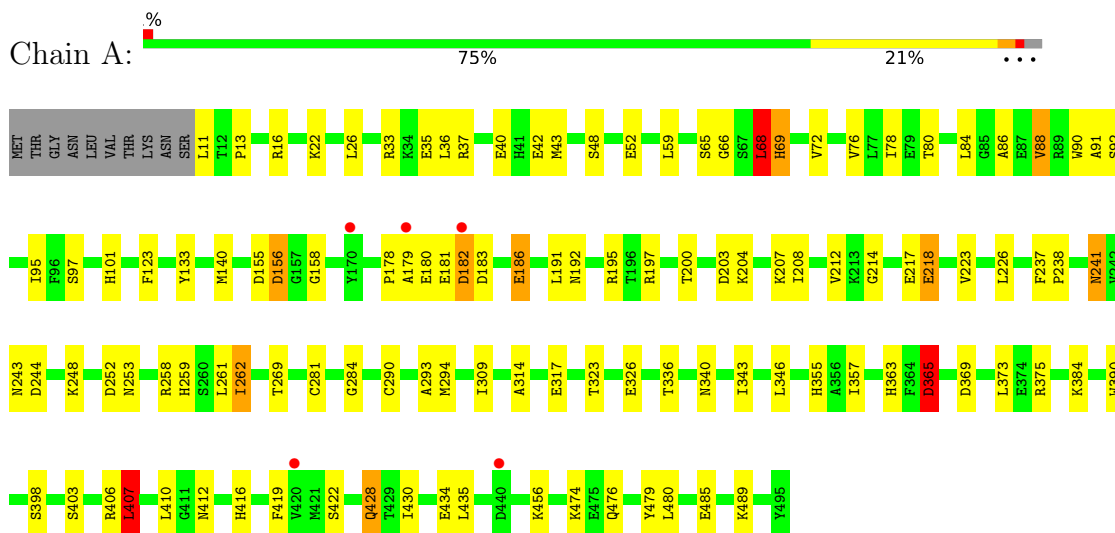 .%
Chain A:
75% 21% • • •
MET THR GLY ASN LEU VAL THR LYS ASN SER L11 T12 P13 R16 K22 L26 R33 K34 E35 L36 R37 E40 H41 E42 M43 S48 E52 L59 S65 G66 S67 L68 H69 V72 V76 L77 I78 E79 T80 L84 G85 A86 E87 V88 R89 W90 A91 S92
I95 F96 S97 H101 F123 Y133 M140 D155 D156 G157 G158 Y170 P178 A179 E180 E181 D182 D183 E186 L191 N192 R195 T196 R197 T200 D203 K204 K207 I208 V212 K213 G214 E217 E218 V223 L226 F237 P238 N241 V242
N243 D244 K248 D252 N253 R258 H259 S260 L261 I262 T269 C281 G284 C290 A293 M294 I309 A314 E317 T323 E326 T336 N340 I343 L346 H355 A356 I357 H363 F364 D365 D369 L373 E374 R375 K384
S398 S403 R406 L407 L410 G411 N412 H416 F419 V420 M421 S422 Q428 T429 I430 E434 L435 D440 K456 K474 E475 Q476 Y479 L480 E485 K489 Y495